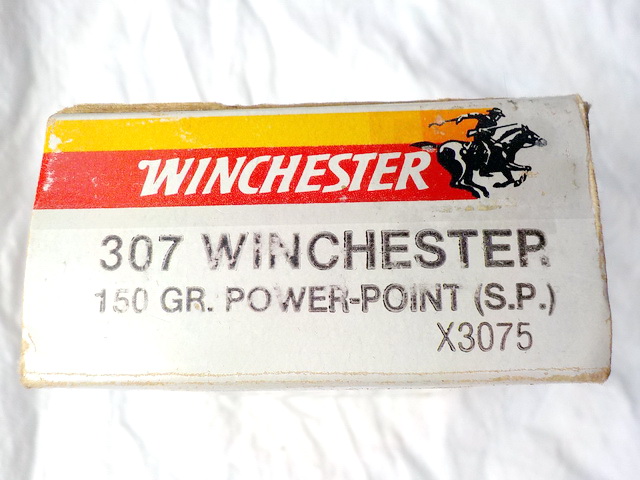 WINCHESTER
307 WINCHESTER
150 GR. POWER-POINT (S.P.)
X3075